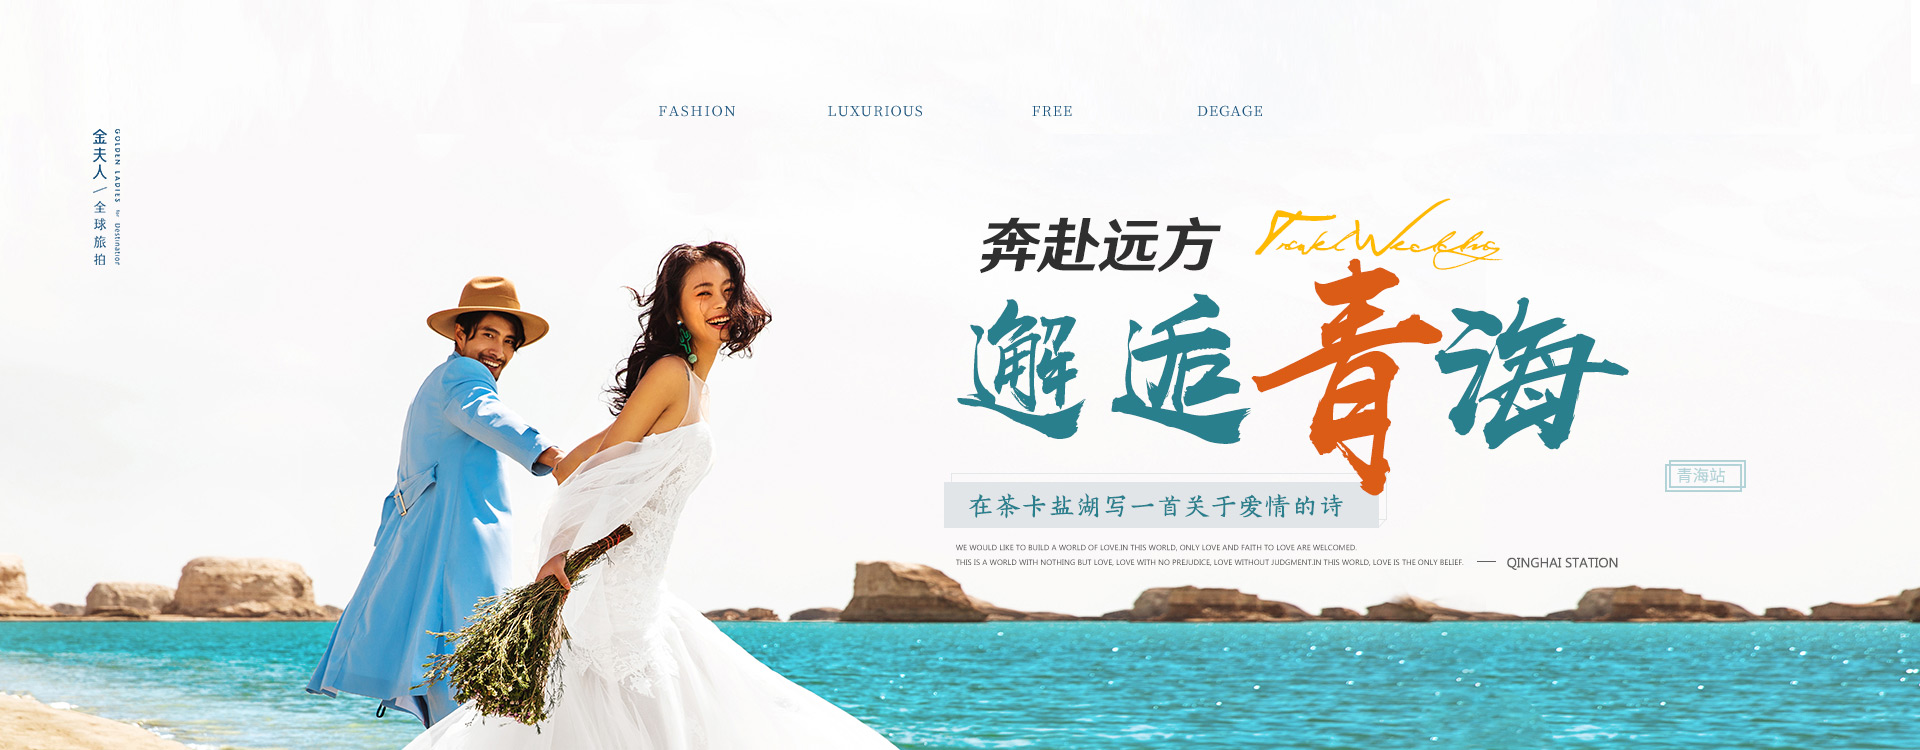 FASHION LUXURIOUS FREE DEGAGE
金夫人/全球旅拍
GOLDEN LADIES for Destination
奔赴远方
Travel Wedding
邂逅青海
青海站
在茶卡盐湖写一首关于爱情的诗
WE WOULD LIKE TO BUILD A WORLD OF LOVE.IN THIS WORLD, ONLY LOVE AND FAITH TO LOVE ARE WELCOMED.
THIS IS A WORLD WITH NOTHING BUT LOVE, LOVE WITH NO PREJUDICE, LOVE WITHOUT JUDGMENT.IN THIS WORLD, LOVE IS THE ONLY BELIEF. — QINGHAI STATION